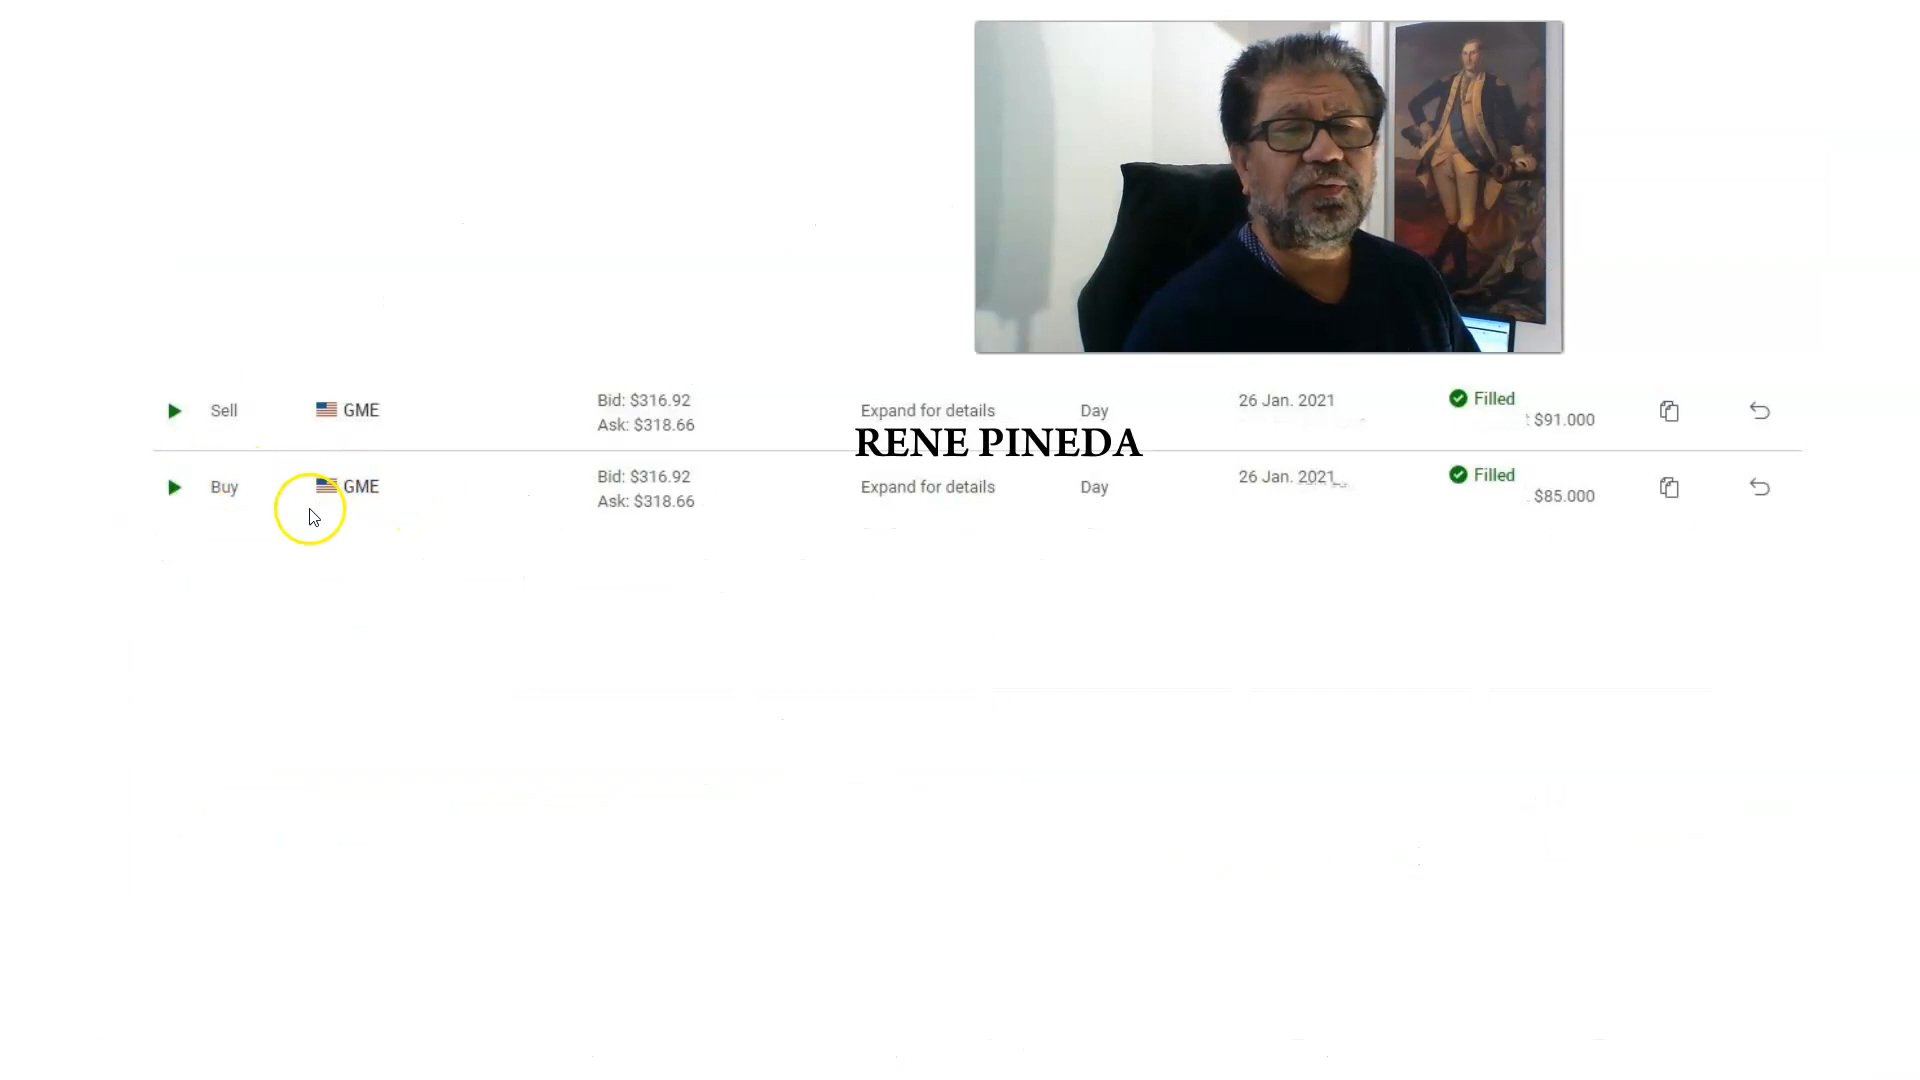 Sell GME Bid: $316.92 Expand for details Day 26 Jan. 2021 Filled
Ask: $318.66 $91.000
RENE PINEDA
Buy GME Bid: $316.92 Expand for details Day 26 Jan. 2021 Filled
Ask: $318.66 $85.000